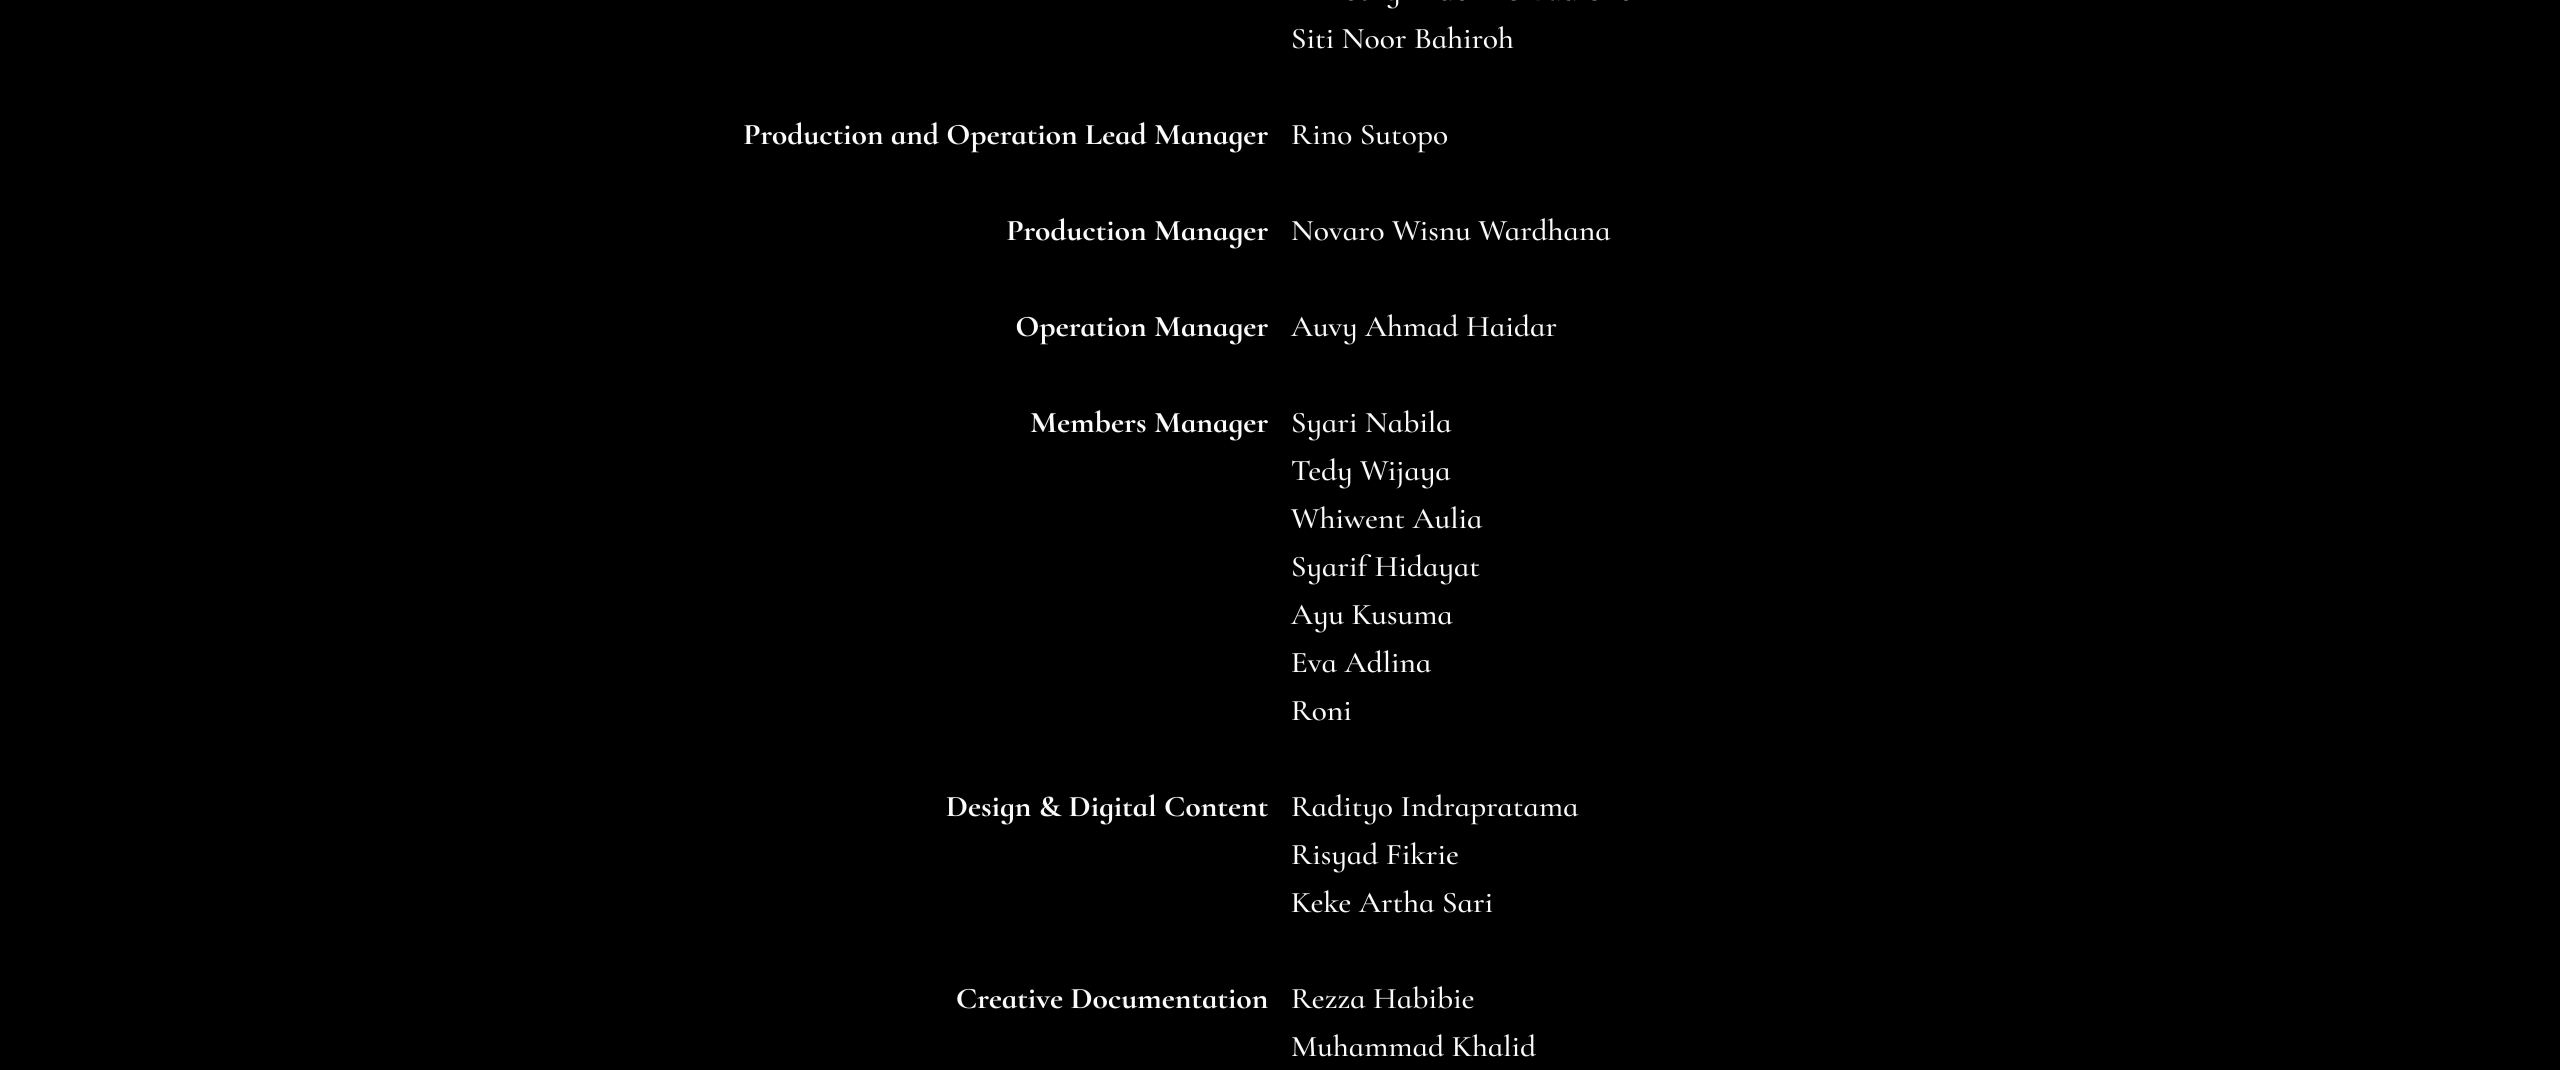 Siti Noor Bahiroh
Production and Operation Lead Manager Rino Sutopo
Production Manager Novaro Wisnu Wardhana
Operation Manager Auvy Ahmad Haidar
Members Manager Syari Nabila
Tedy Wijaya
Whiwent Aulia
Syarif Hidayat
Ayu Kusuma
Eva Adlina
Roni
Design & Digital Content Radityo Indrapratama
Risyad Fikrie
Keke Artha Sari
Creative Documentation Rezza Habibie
Muhammad Khalid